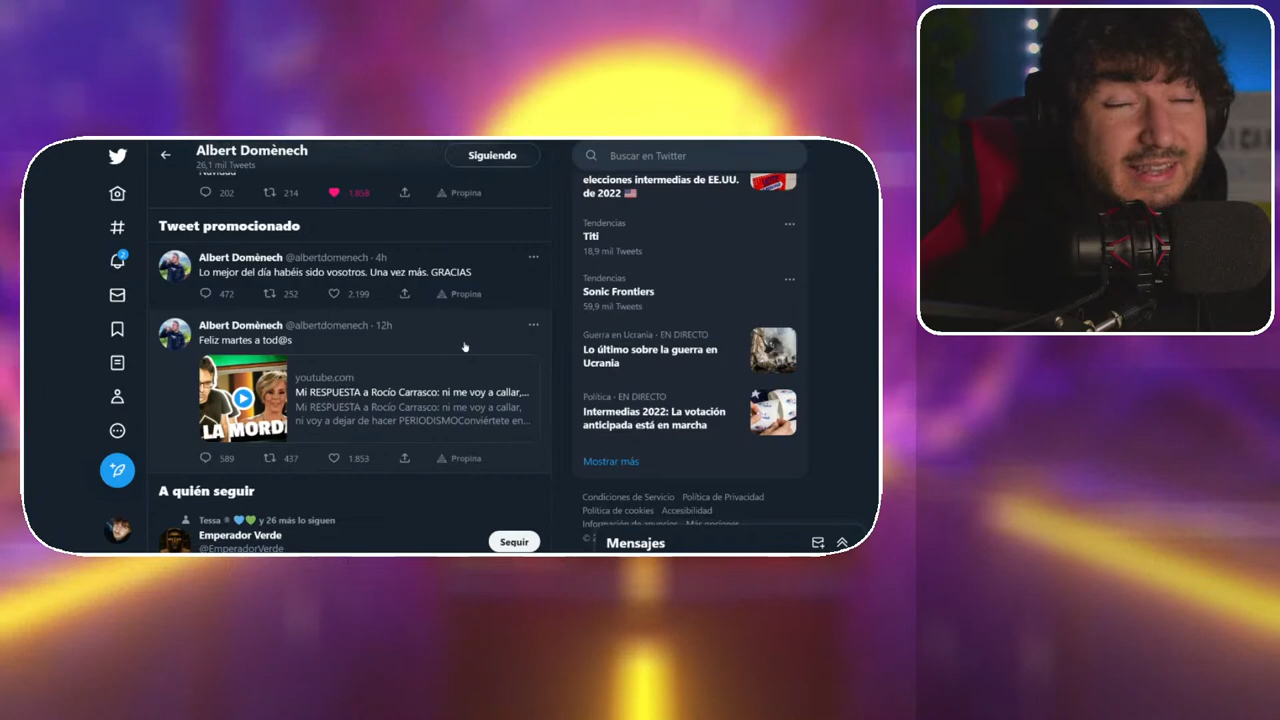 Albert Domènech
26,1 mil Tweets
Siguiendo
Navidad
202 214 1.858 Propina
Tweet promocionado
Albert Domènech @albertdomenech · 4h
Lo mejor del día habéis sido vosotros. Una vez más. GRACIAS
472 252 2.199 Propina
Albert Domènech @albertdomenech · 12h
Feliz martes a tod@s
LA MORD
youtube.com
Mi RESPUESTA a Rocío Carrasco: ni me voy a callar,...
Mi RESPUESTA a Rocío Carrasco: ni me voy a callar,
ni voy a dejar de hacer PERIODISMOConviértete en...
589 437 1.853 Propina
A quién seguir
Tessa y 26 más lo siguen
Emperador Verde
@EmperadorVerde
Seguir
2
Buscar en Twitter
elecciones intermedias de EE.UU.
de 2022
Tendencias
Titi
18,9 mil Tweets
Tendencias
Sonic Frontiers
59,9 mil Tweets
Guerra en Ucrania · EN DIRECTO
Lo último sobre la guerra en
Ucrania
Política · EN DIRECTO
Intermedias 2022: La votación
anticipada está en marcha
Mostrar más
Condiciones de Servicio Política de Privacidad
Política de cookies Accesibilidad
Información de anuncios Más opciones
©
Mensajes